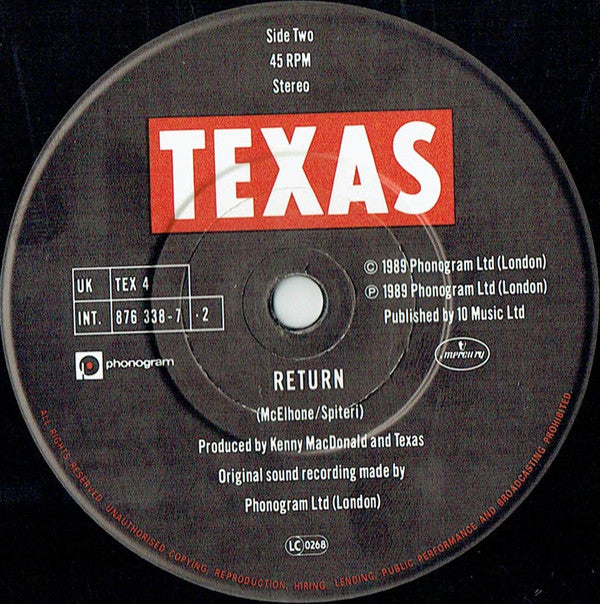 Side Two
45 RPM
Stereo
TEXAS
UK TEX 4
INT. 876 338-7 · 2
phonogram
© 1989 Phonogram Ltd (London)
℗ 1989 Phonogram Ltd (London)
Published by 10 Music Ltd
mercury
RETURN
(McElhone/Spiteri)
Produced by Kenny MacDonald and Texas
Original sound recording made by
Phonogram Ltd (London)
LC 0268
ALL RIGHTS RESERVED. UNAUTHORISED COPYING, REPRODUCTION, HIRING, LENDING, PUBLIC PERFORMANCE AND BROADCASTING PROHIBITED